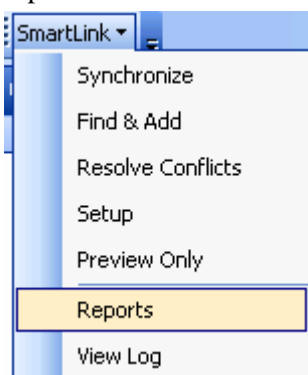 SmartLink
Synchronize
Find & Add
Resolve Conflicts
Setup
Preview Only
Reports
View Log